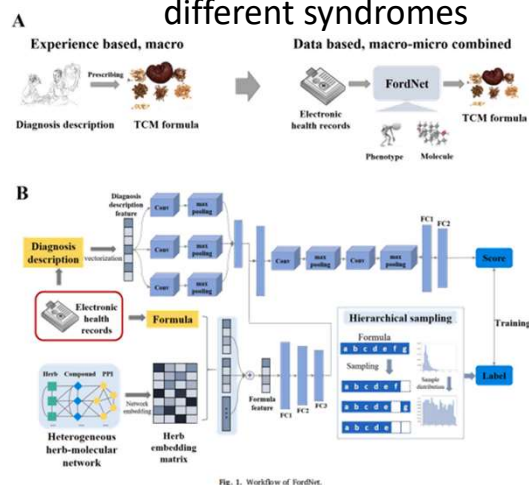 different syndromes
A
Experience based, macro
Data based, macro-micro combined
Prescribing
FordNet
Diagnosis description
TCM formula
Electronic
health records
TCM formula
Phenotype
Molecule
B
Diagnosis
description
feature
Conv
max
pooling
Conv
max
pooling
Conv
max
pooling
Diagnosis
description
vectorization
Conv
max
pooling
Conv
max
pooling
FC1
FC2
Score
Electronic
health
records
Formula
Hierarchical sampling
Training
Formula
a b c d e f g
Sampling
Sample
distribution
a b c d e f
a b c d e g
a b c d e
Label
Herb
Compound
PPI
Network
embedding
Heterogeneous
herb-molecular
network
Herb
embedding
matrix
Formula
feature
FC1
FC2
FC3
Fig. 1. Workflow of FordNet.